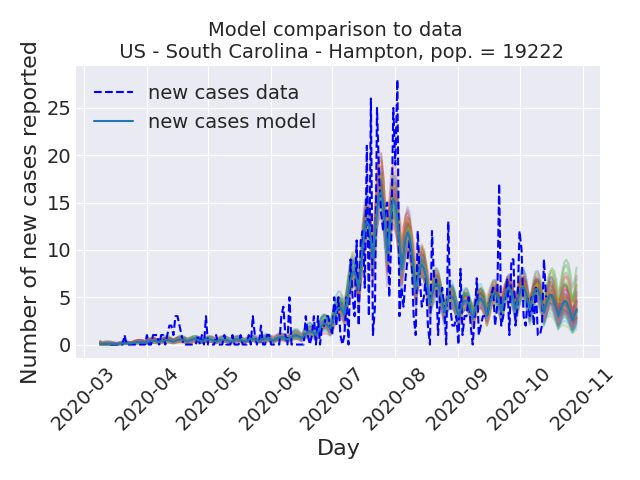 Model comparison to data
US - South Carolina - Hampton, pop. = 19222
Number of new cases reported
new cases data
new cases model
25
20
15
10
5
0
2020-03
2020-04
2020-05
2020-06
2020-07
2020-08
2020-09
2020-10
2020-11
Day